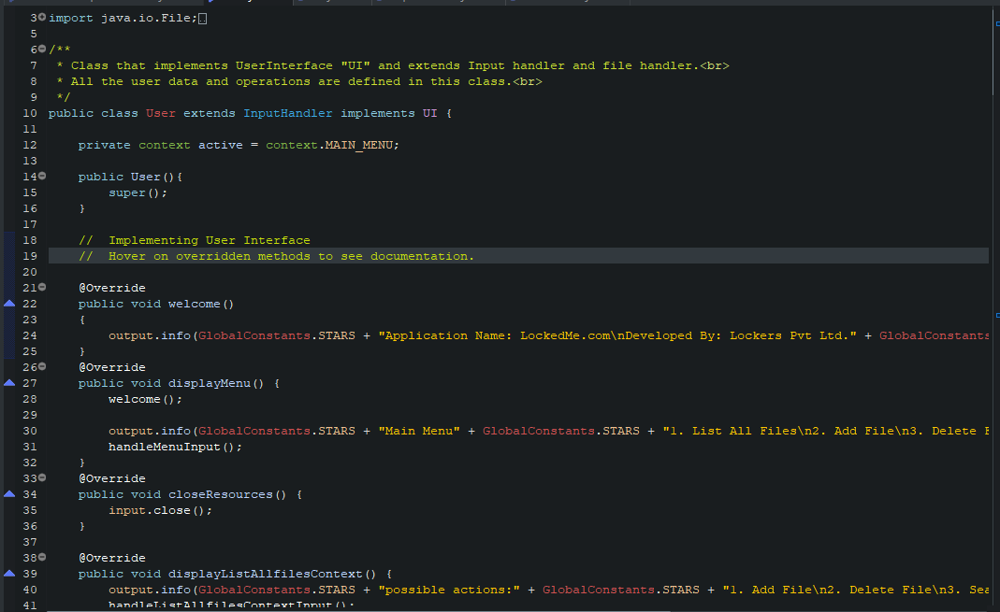 3 import java.io.File;
5
6 /**
7 * Class that implements UserInterface "UI" and extends Input handler and file handler.<br>
8 * All the user data and operations are defined in this class.<br>
9 */
10 public class User extends InputHandler implements UI {
11
12 private context active = context.MAIN_MENU;
13
14 public User(){
15 super();
16 }
17
18 // Implementing User Interface
19 // Hover on overridden methods to see documentation.
20
21 @Override
22 public void welcome()
23 {
24 output.info(GlobalConstants.STARS + "Application Name: LockedMe.com\nDeveloped By: Lockers Pvt Ltd." + GlobalConstants
25 }
26 @Override
27 public void displayMenu() {
28 welcome();
29
30 output.info(GlobalConstants.STARS + "Main Menu" + GlobalConstants.STARS + "1. List All Files\n2. Add File\n3. Delete F
31 handleMenuInput();
32 }
33 @Override
34 public void closeResources() {
35 input.close();
36 }
37
38 @Override
39 public void displayListAllfilesContext() {
40 output.info(GlobalConstants.STARS + "possible actions:" + GlobalConstants.STARS + "1. Add File\n2. Delete File\n3. Sea
41 handleListAllfilesContextInput();